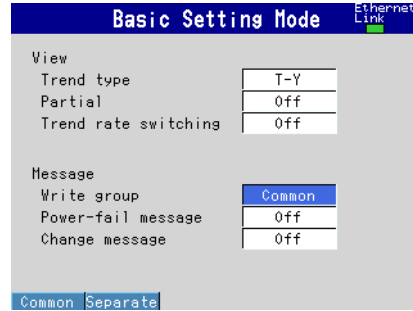 Basic Setting Mode
Ethernet
Link
View
Trend type T-Y
Partial Off
Trend rate switching Off
Message
Write group Common
Power-fail message Off
Change message Off
Common Separate